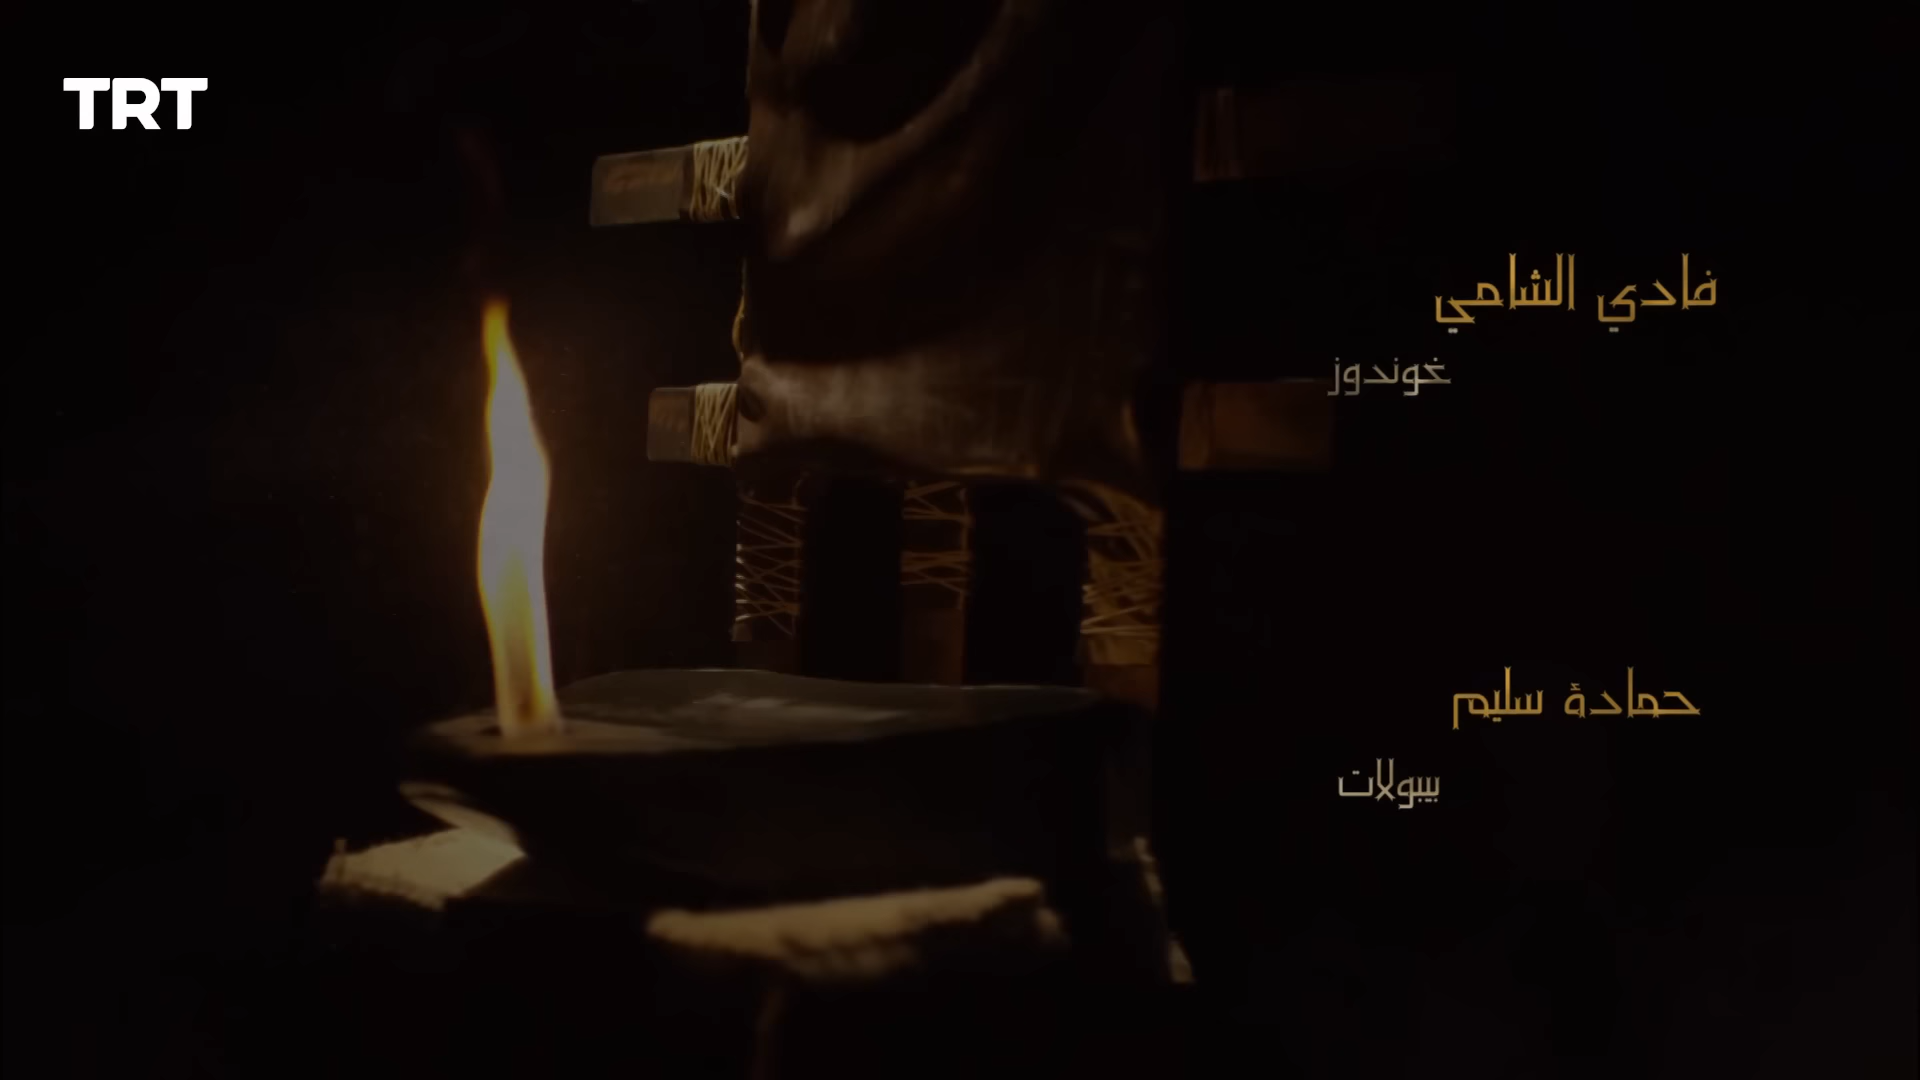 TRT
فادي الشامي
غوندوز
حمادة سليم
بيبولات